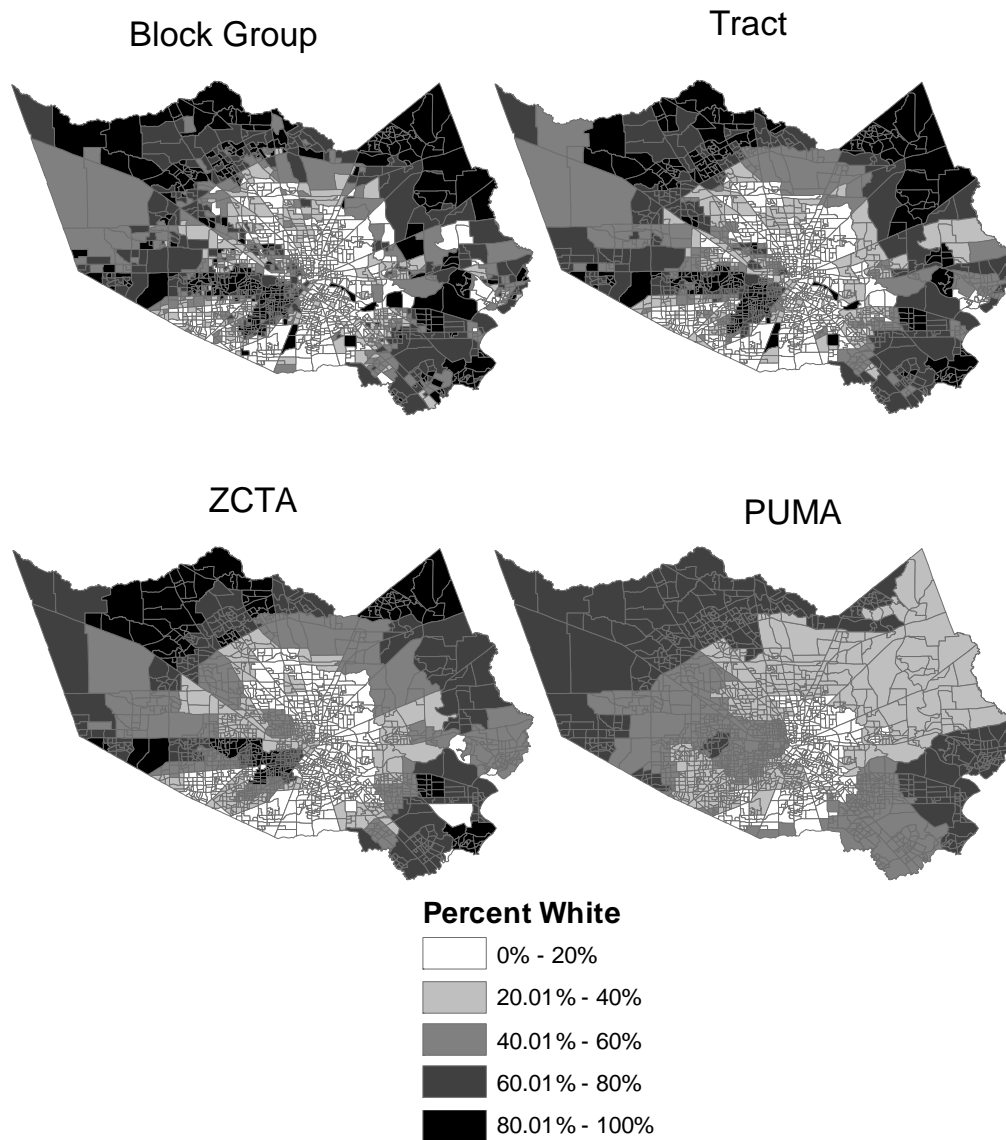 Block Group
Tract
ZCTA
PUMA
Percent White
0% - 20%
20.01% - 40%
40.01% - 60%
60.01% - 80%
80.01% - 100%